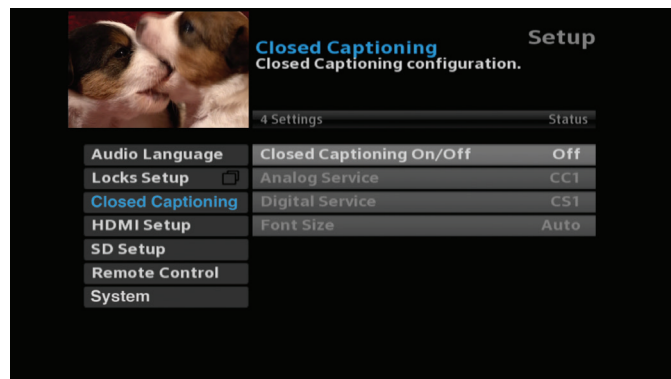 Setup
Closed Captioning
Closed Captioning configuration.
4 Settings Status
Audio Language
Locks Setup
Closed Captioning
HDMI Setup
SD Setup
Remote Control
System
Closed Captioning On/Off Off
Analog Service CC1
Digital Service CS1
Font Size Auto